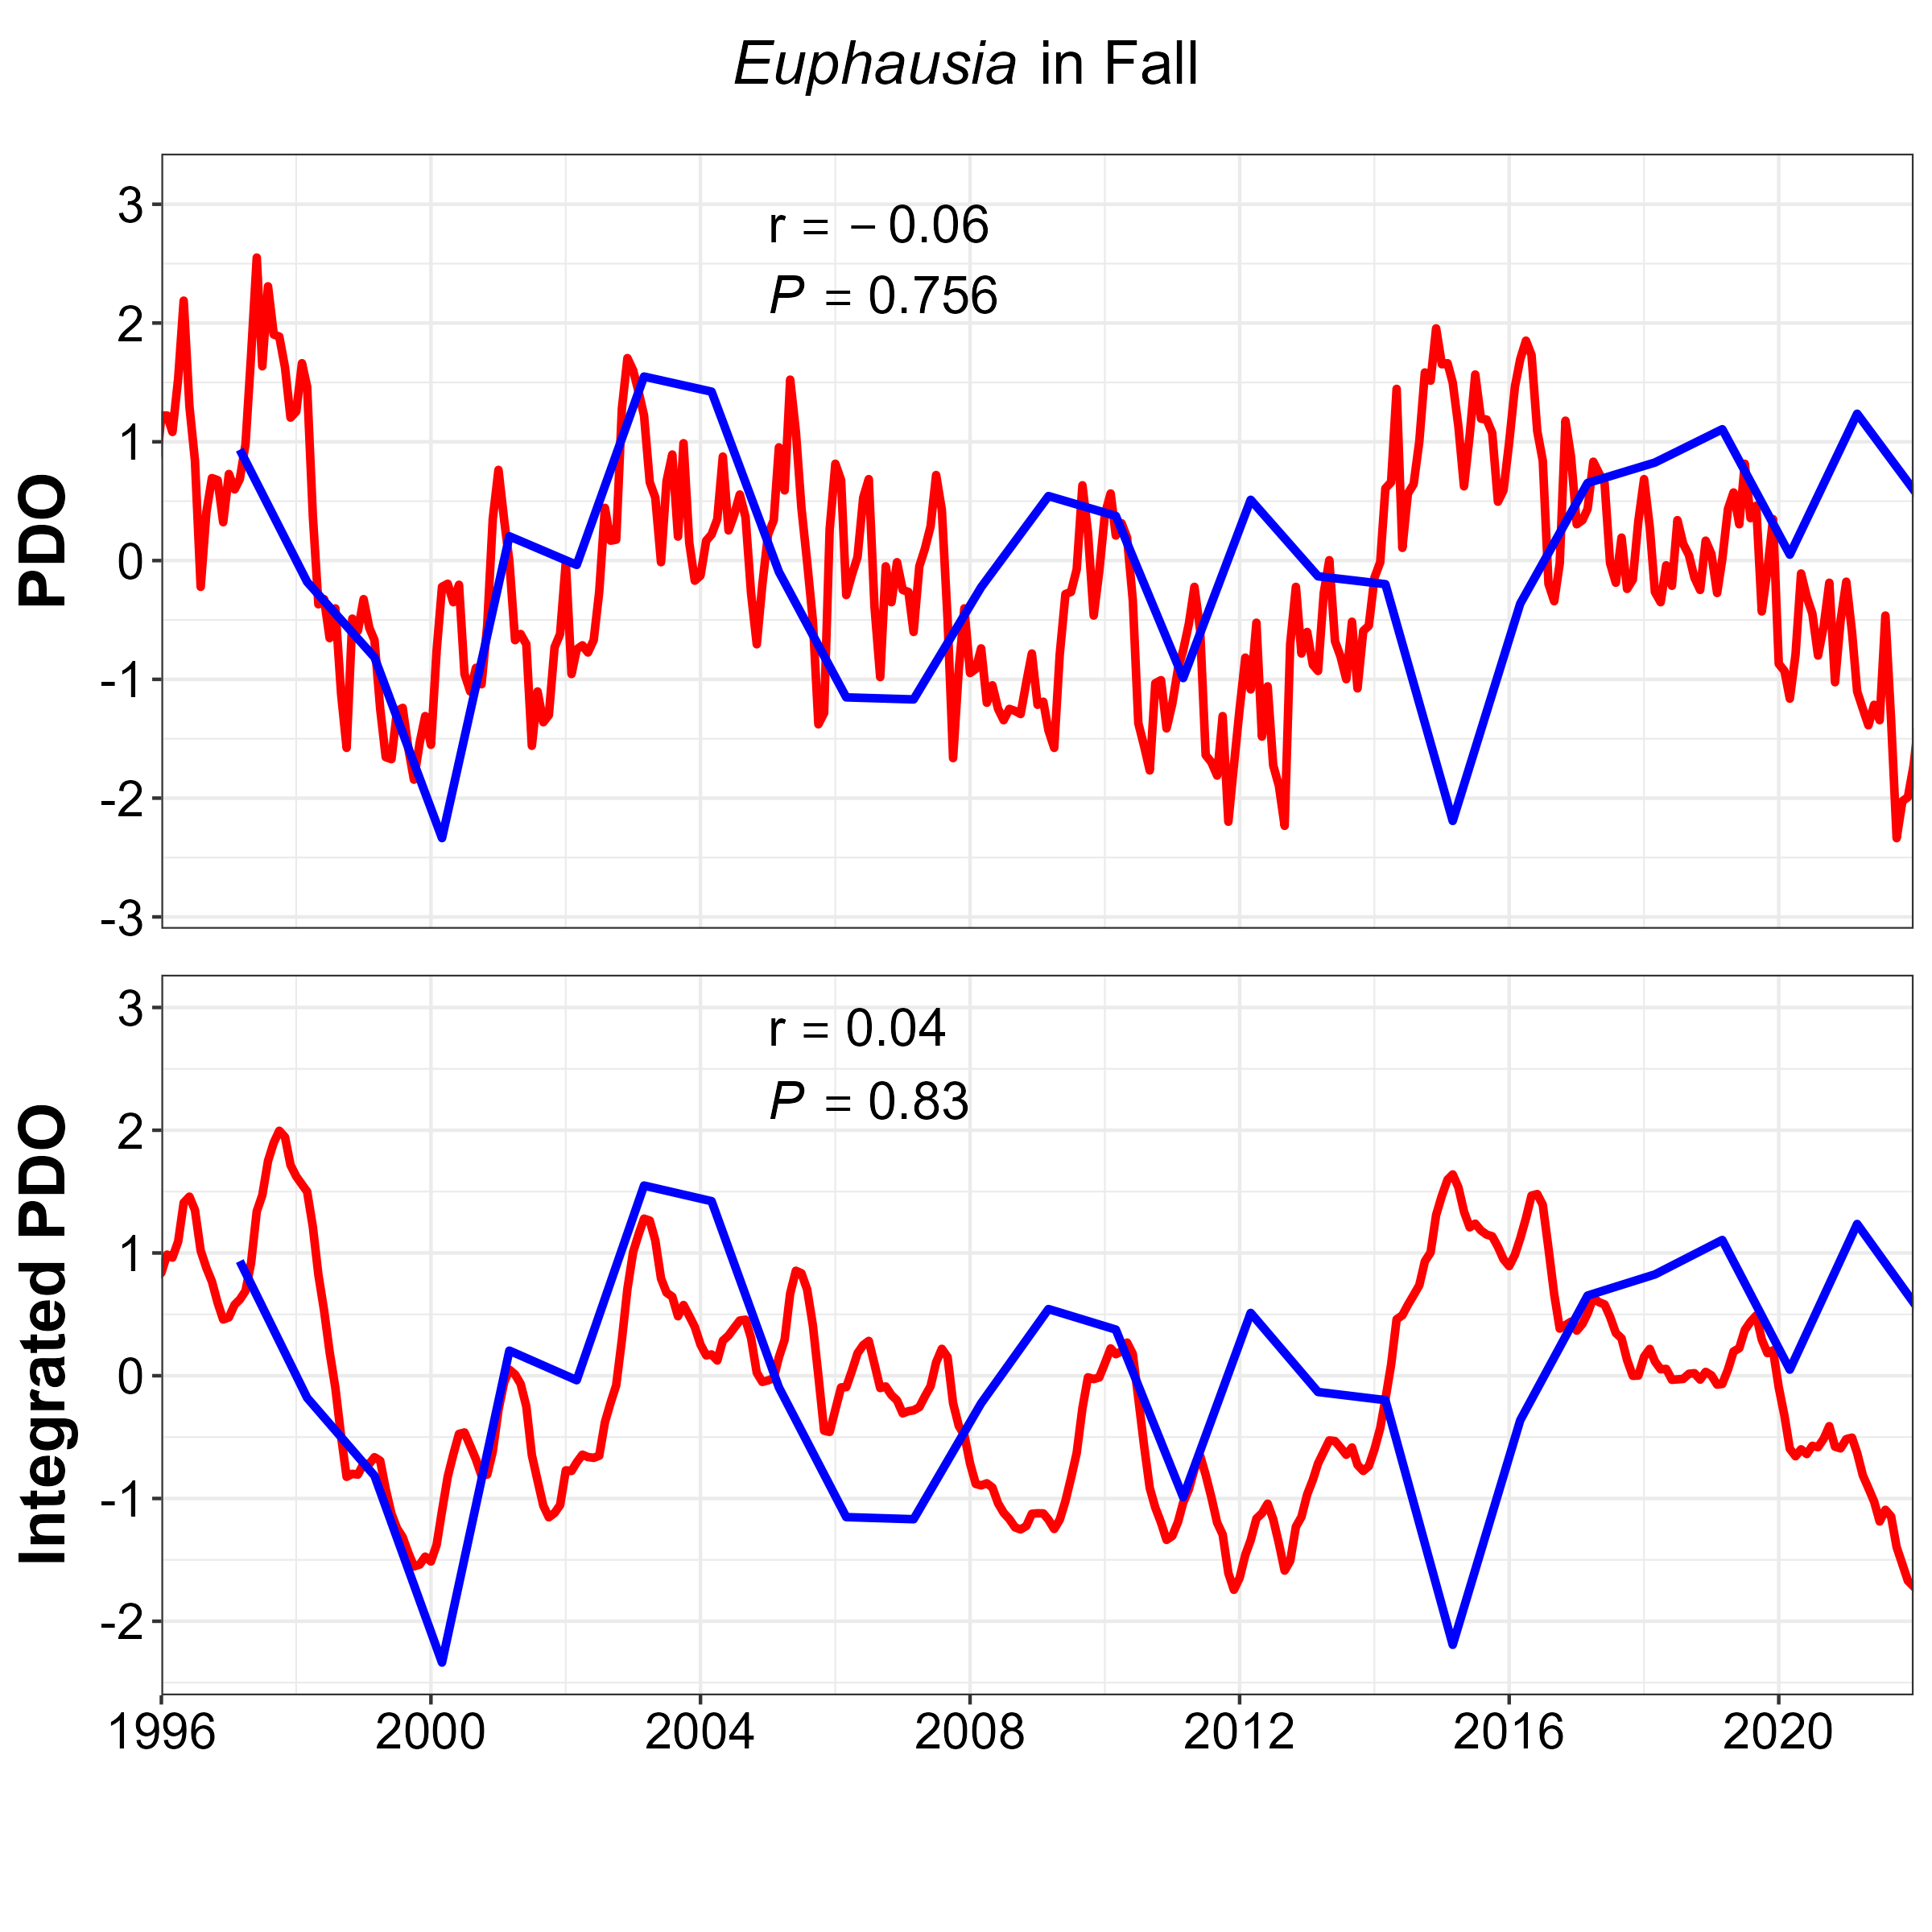 Euphausia in Fall
PDO
3
2
1
0
-1
-2
-3
r = − 0.06
P = 0.756
Integrated PDO
3
2
1
0
-1
-2
r = 0.04
P = 0.83
1996 2000 2004 2008 2012 2016 2020